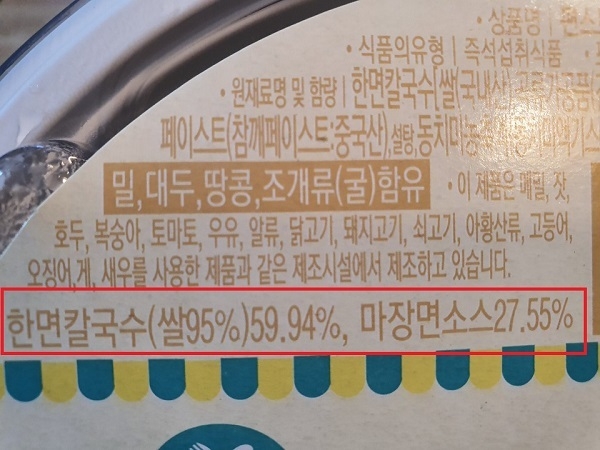 • 상품명 | 편스
• 식품의유형 | 즉석섭취식품
• 원재료명 및 함량 | 한면칼국수(쌀(국내산)
페이스트(참깨페이스트:중국산), 설탕, 동치미
밀, 대두, 땅콩, 조개류(굴)함유 • 이 제품은 메밀, 잣,
호두, 복숭아, 토마토, 우유, 알류, 닭고기, 돼지고기, 쇠고기, 아황산류, 고등어,
오징어, 게, 새우를 사용한 제품과 같은 제조시설에서 제조하고 있습니다.
한면칼국수(쌀95%)59.94%, 마장면소스27.55%